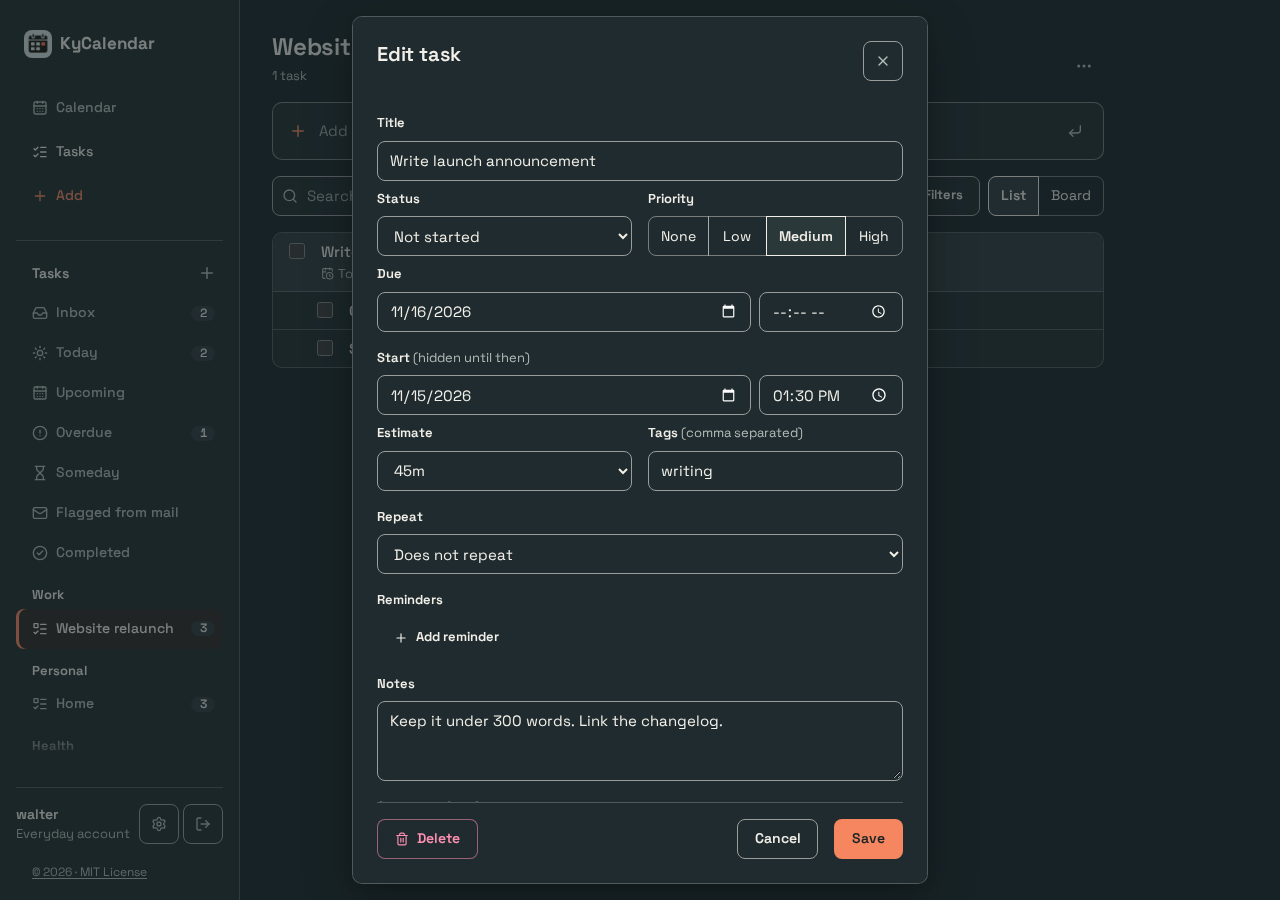 KyCalendar
Calendar
Tasks
Add
Tasks
Inbox 2
Today 2
Upcoming
Overdue 1
Someday
Flagged from mail
Completed
Work
Website relaunch 3
Personal
Home 3
Health
walter
Everyday account
© 2026 · MIT License
1 task
Add
List Board
Edit task
Title
Write launch announcement
Status Priority
Not started None Low Medium High
Due
11/16/2026 --:-- --
Start (hidden until then)
11/15/2026 01:30 PM
Estimate Tags (comma separated)
45m writing
Repeat
Does not repeat
Reminders
Add reminder
Notes
Keep it under 300 words. Link the changelog.
Delete Cancel Save